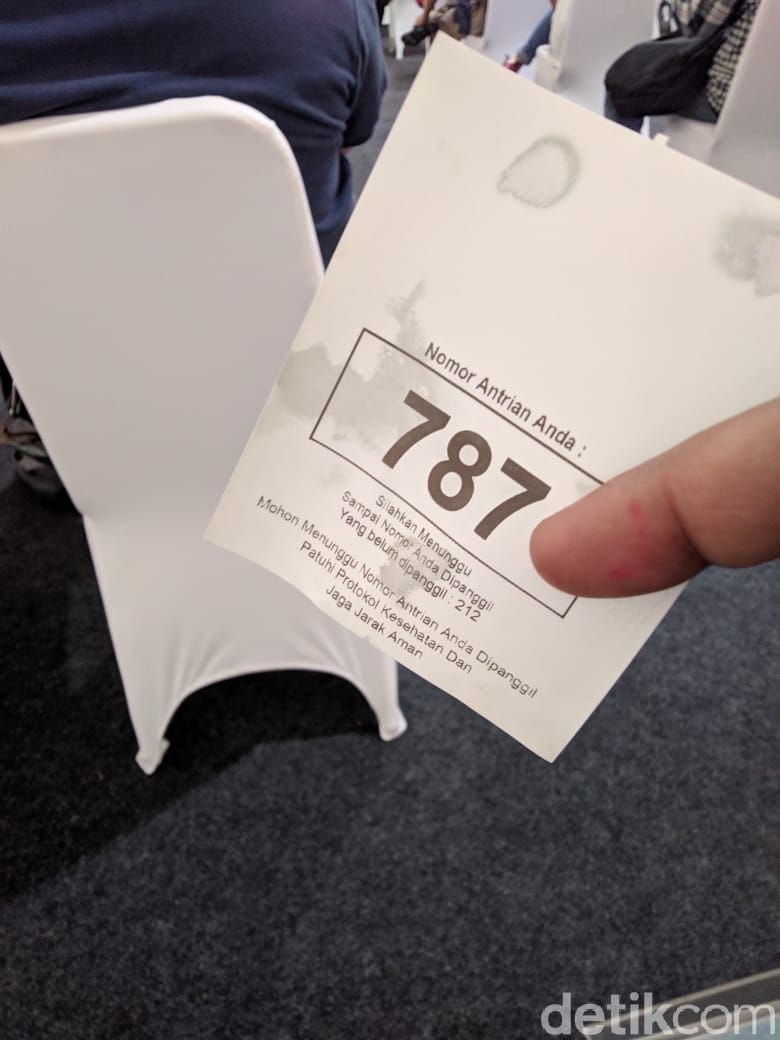 Nomor Antrian Anda :
787
Silahkan Menunggu
Sampai Nomor Anda Dipanggil
Yang belum dipanggil : 212
Mohon Menunggu Nomor Antrian Anda Dipanggil
Patuhi Protokol Kesehatan Dan
Jaga Jarak Aman
detikcom